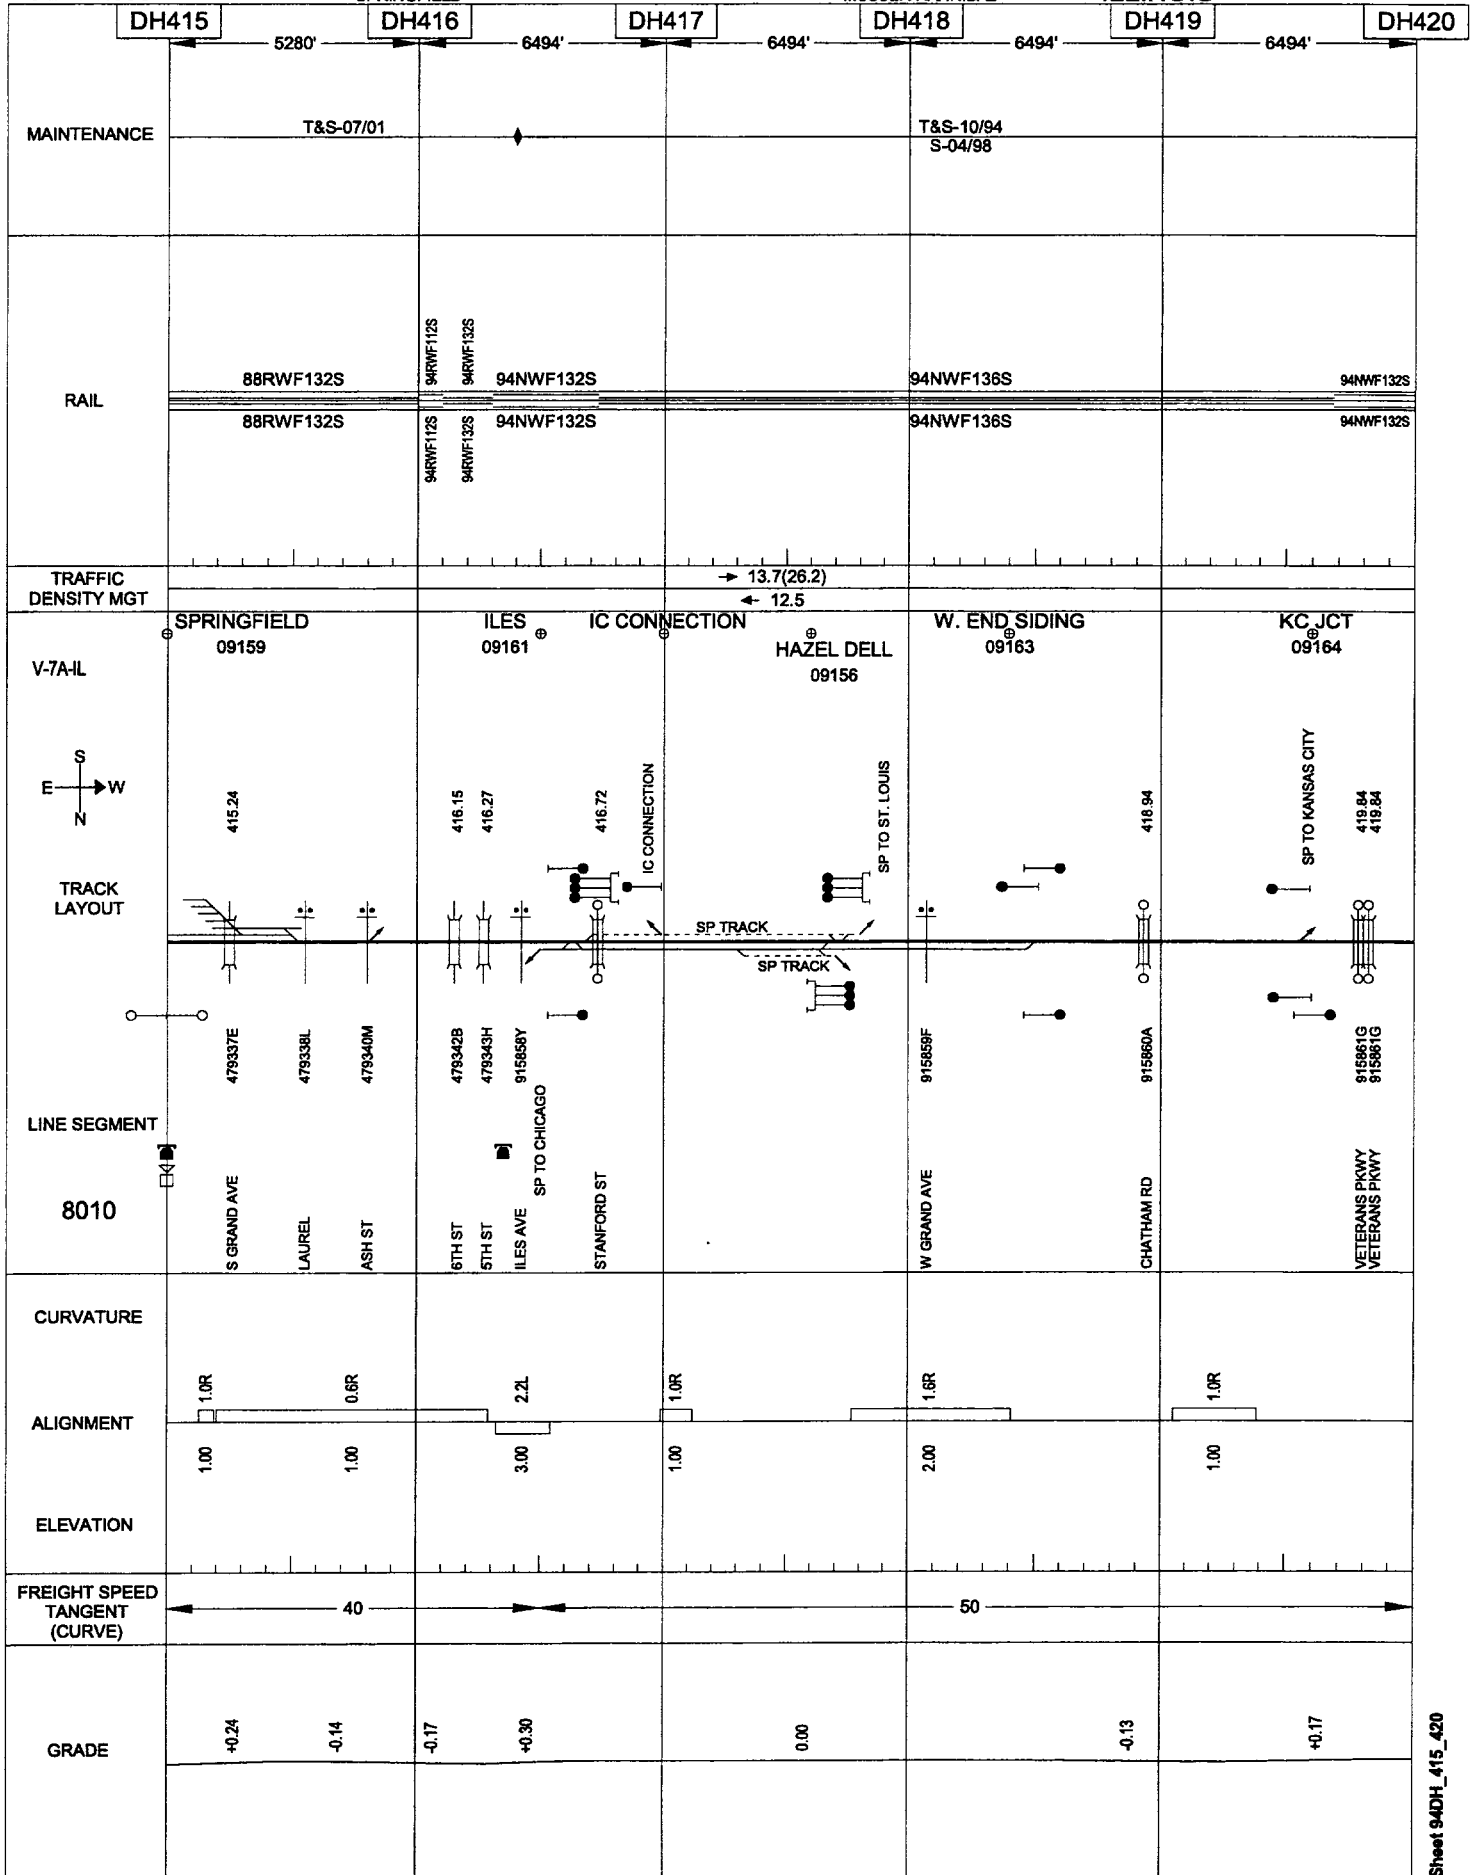 DH415 DH416 DH417 DH418 DH419 DH420
5280' 6494' 6494' 6494' 6494'
MAINTENANCE
T&S-07/01
T&S-10/94
S-04/98
RAIL
88RWF132S 94RWF112S 94RWF132S 94NWF132S 94NWF136S 94NWF132S
88RWF132S 94RWF112S 94RWF132S 94NWF132S 94NWF136S 94NWF132S
TRAFFIC
DENSITY MGT
13.7(26.2)
12.5
SPRINGFIELD
09159
ILES
09161
IC CONNECTION
HAZEL DELL
09156
W. END SIDING
09163
KC JCT
09164
V-7A-IL
S
E W
N
TRACK
LAYOUT
415.24
416.15
416.27
416.72
IC CONNECTION
SP TO ST. LOUIS
418.94
SP TO KANSAS CITY
419.84
419.84
SP TRACK
SP TRACK
479337E
479338L
479340M
479342B
479343H
915858Y
915859F
915860A
915861G
915861G
LINE SEGMENT
8010
SP TO CHICAGO
S GRAND AVE
LAUREL
ASH ST
6TH ST
5TH ST
ILES AVE
STANFORD ST
W GRAND AVE
CHATHAM RD
VETERANS PKWY
VETERANS PKWY
CURVATURE
1.0R 0.6R 2.2L 1.0R 1.6R 1.0R
ALIGNMENT
1.00 1.00 3.00 1.00 2.00 1.00
ELEVATION
FREIGHT SPEED
TANGENT
(CURVE)
40 50
GRADE
+0.24 -0.14 -0.17 +0.30 0.00 -0.13 +0.17
Sheet 94DH_415_420